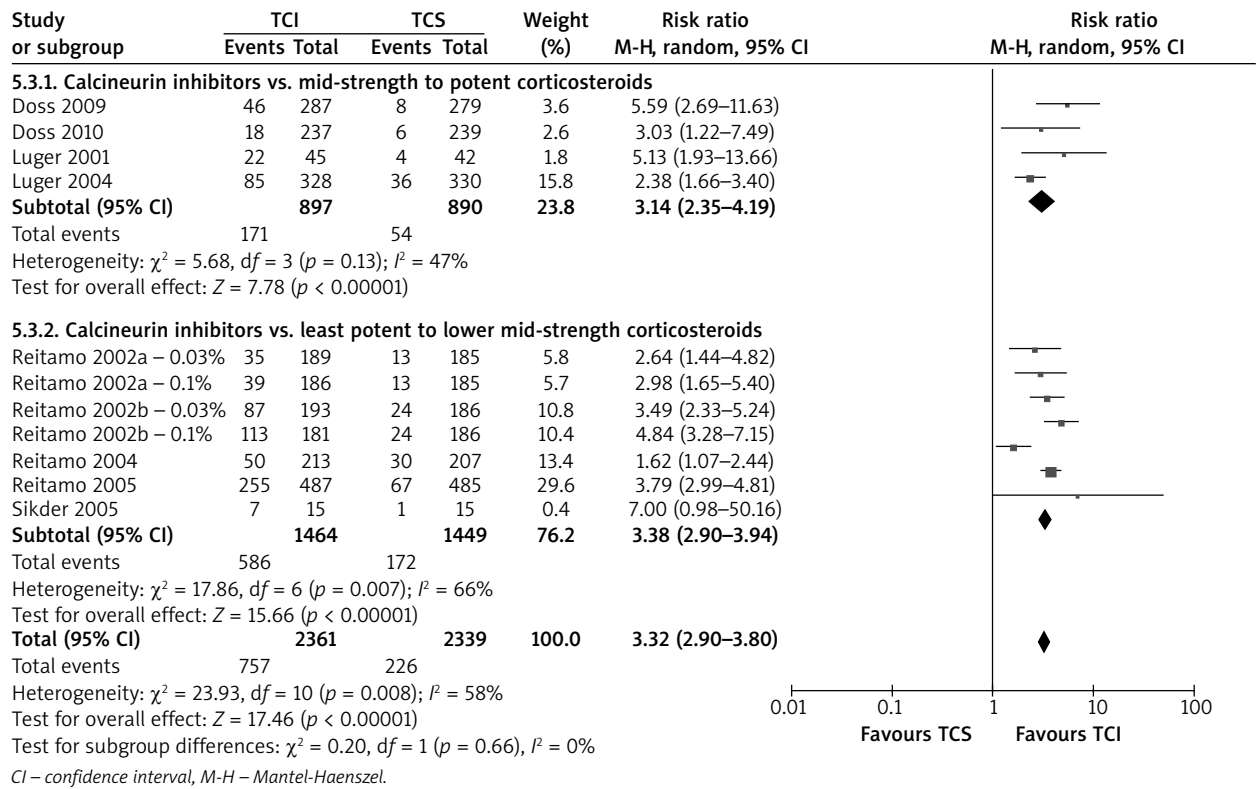 Study TCI TCS Weight Risk ratio Risk ratio
or subgroup Events Total Events Total (%) M-H, random, 95% CI M-H, random, 95% CI
5.3.1. Calcineurin inhibitors vs. mid-strength to potent corticosteroids
Doss 2009 46 287 8 279 3.6 5.59 (2.69–11.63)
Doss 2010 18 237 6 239 2.6 3.03 (1.22–7.49)
Luger 2001 22 45 4 42 1.8 5.13 (1.93–13.66)
Luger 2004 85 328 36 330 15.8 2.38 (1.66–3.40)
Subtotal (95% CI) 897 890 23.8 3.14 (2.35–4.19)
Total events 171 54
Heterogeneity: χ² = 5.68, df = 3 (p = 0.13); I² = 47%
Test for overall effect: Z = 7.78 (p < 0.00001)
5.3.2. Calcineurin inhibitors vs. least potent to lower mid-strength corticosteroids
Reitamo 2002a – 0.03% 35 189 13 185 5.8 2.64 (1.44–4.82)
Reitamo 2002a – 0.1% 39 186 13 185 5.7 2.98 (1.65–5.40)
Reitamo 2002b – 0.03% 87 193 24 186 10.8 3.49 (2.33–5.24)
Reitamo 2002b – 0.1% 113 181 24 186 10.4 4.84 (3.28–7.15)
Reitamo 2004 50 213 30 207 13.4 1.62 (1.07–2.44)
Reitamo 2005 255 487 67 485 29.6 3.79 (2.99–4.81)
Sikder 2005 7 15 1 15 0.4 7.00 (0.98–50.16)
Subtotal (95% CI) 1464 1449 76.2 3.38 (2.90–3.94)
Total events 586 172
Heterogeneity: χ² = 17.86, df = 6 (p = 0.007); I² = 66%
Test for overall effect: Z = 15.66 (p < 0.00001)
Total (95% CI) 2361 2339 100.0 3.32 (2.90–3.80)
Total events 757 226
Heterogeneity: χ² = 23.93, df = 10 (p = 0.008); I² = 58%
Test for overall effect: Z = 17.46 (p < 0.00001)
Test for subgroup differences: χ² = 0.20, df = 1 (p = 0.66), I² = 0%
0.01 0.1 1 10 100
Favours TCS Favours TCI
CI – confidence interval, M-H – Mantel-Haenszel.